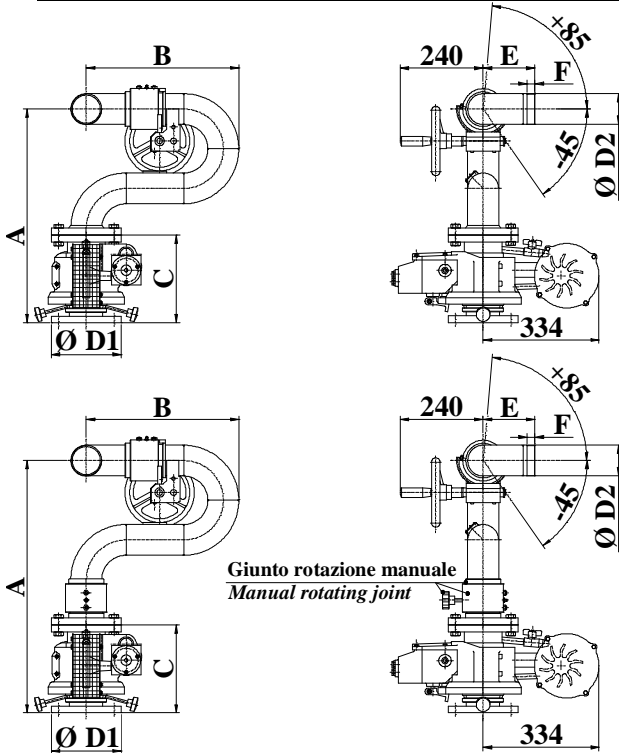 B
240
E
+85
F
-45
Ø D2
A
C
Ø D1
334
B
240
E
+85
F
-45
Ø D2
A
Giunto rotazione manuale
Manual rotating joint
C
Ø D1
334